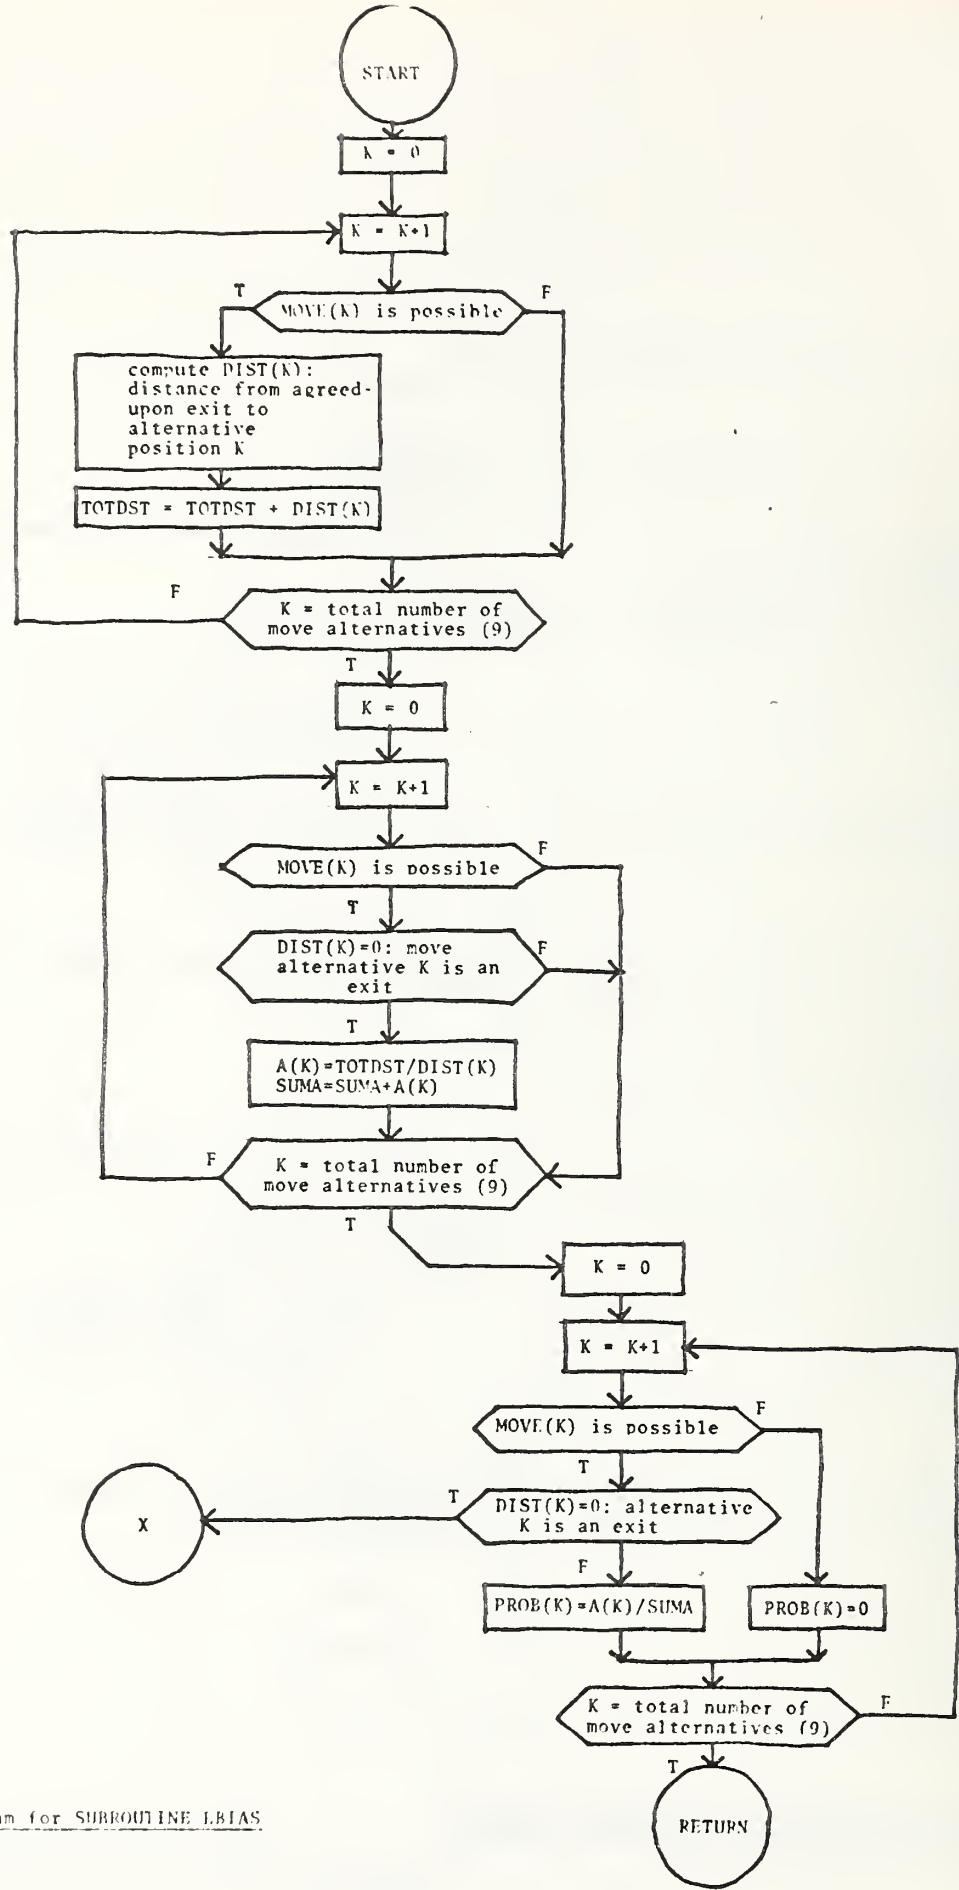 START
K = 0
K = K+1
T
F
MOVE(K) is possible
compute DIST(K):
distance from agreed-
upon exit to
alternative
position K
TOTDST = TOTDST + DIST(K)
F
K = total number of
move alternatives (9)
T
K = 0
K = K+1
F
MOVE(K) is possible
T
DIST(K)=0: move
alternative K is an
exit
F
T
A(K)=TOTDST/DIST(K)
SUMA=SUMA+A(K)
F
K = total number of
move alternatives (9)
T
K = 0
K = K+1
F
MOVE(K) is possible
T
T
DIST(K)=0: alternative
K is an exit
X
F
PROB(K)=A(K)/SUMA
PROB(K)=0
K = total number of
move alternatives (9)
F
T
RETURN
am for SUBROUTINE LBIAS